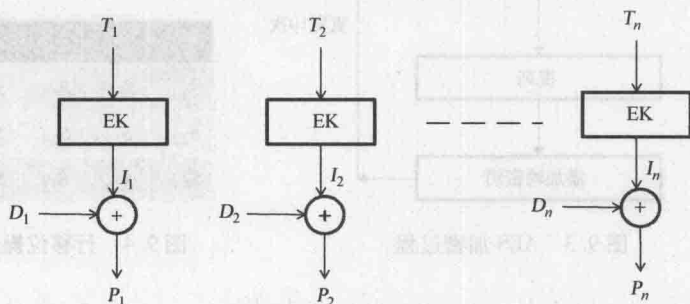 T₁ T₂ Tₙ
EK EK EK
I₁ I₂ Iₙ
D₁ + D₂ + Dₙ +
P₁ P₂ Pₙ